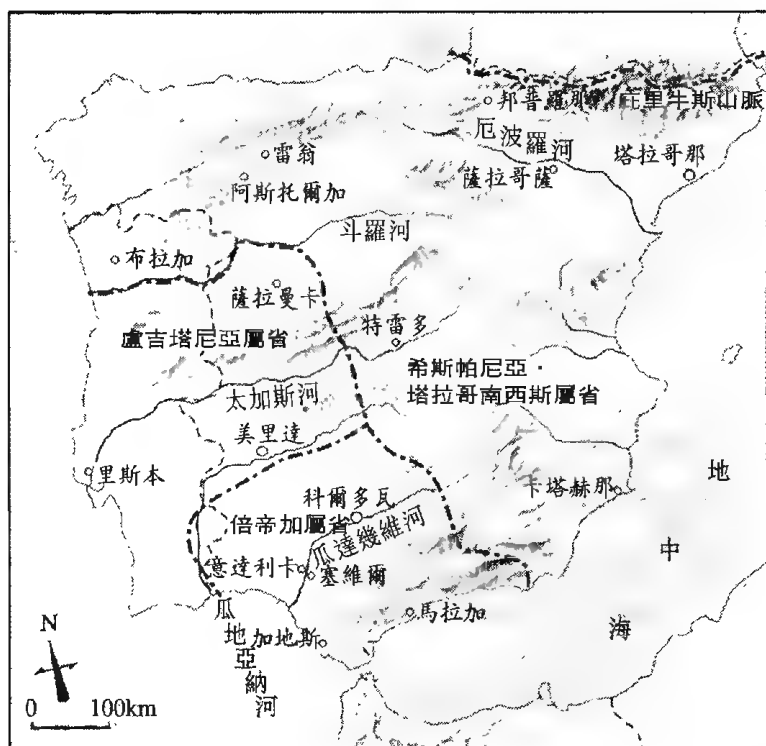 邦普羅那
庇里牛斯山脈
厄波羅河
塔拉哥那
雷翁
薩拉哥薩
阿斯托爾加
斗羅河
布拉加
薩拉曼卡
特雷多
盧吉塔尼亞屬省
希斯帕尼亞・
塔拉哥南西斯屬省
太加斯河
美里達
里斯本
卡塔赫那
地中海
科爾多瓦
倍帝加屬省
瓜達幾維河
意達利卡
塞維爾
馬拉加
瓜地亞納河
加地斯
N
0 100km